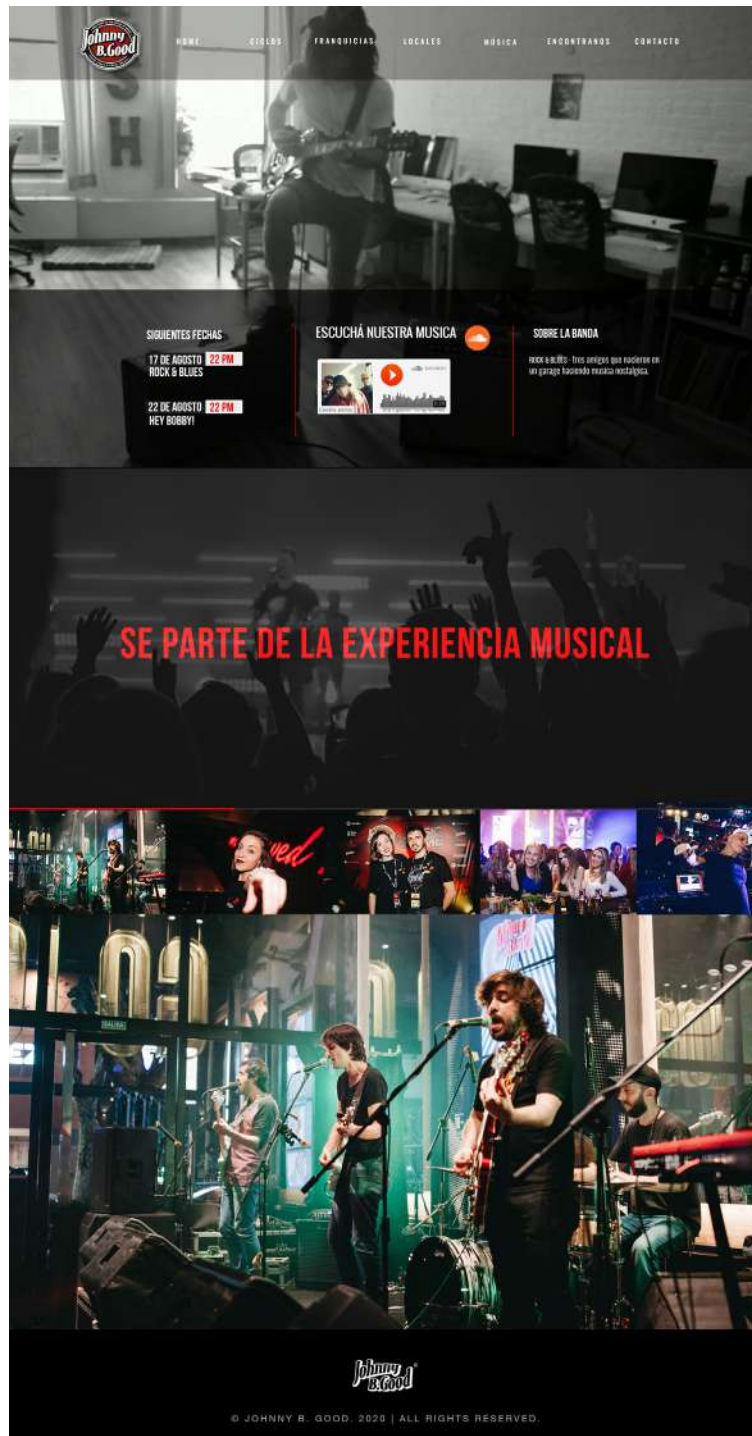 Johnny
B.Good
HOME CICLOS FRANQUICIAS LOCALES MÚSICA ENCONTRANOS CONTACTO
S H
H
SIGUIENTES FECHAS
17 DE AGOSTO 22 PM
ROCK & BLUES
22 DE AGOSTO 22 PM
HEY BOBBY!
ESCUCHÁ NUESTRA MUSICA
SOBRE LA BANDA
ROCK & BLUES - tres amigos que nacieron en
un garage haciendo musica nostalgica.
SE PARTE DE LA EXPERIENCIA MUSICAL
SALIDA
Johnny
B.Good
© JOHNNY B. GOOD. 2020 | ALL RIGHTS RESERVED.